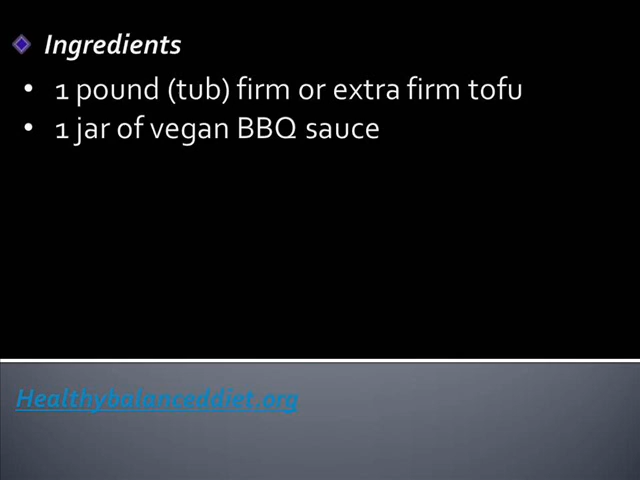 Ingredients
• 1 pound (tub) firm or extra firm tofu
• 1 jar of vegan BBQ sauce
Healthybalanceddiet.org